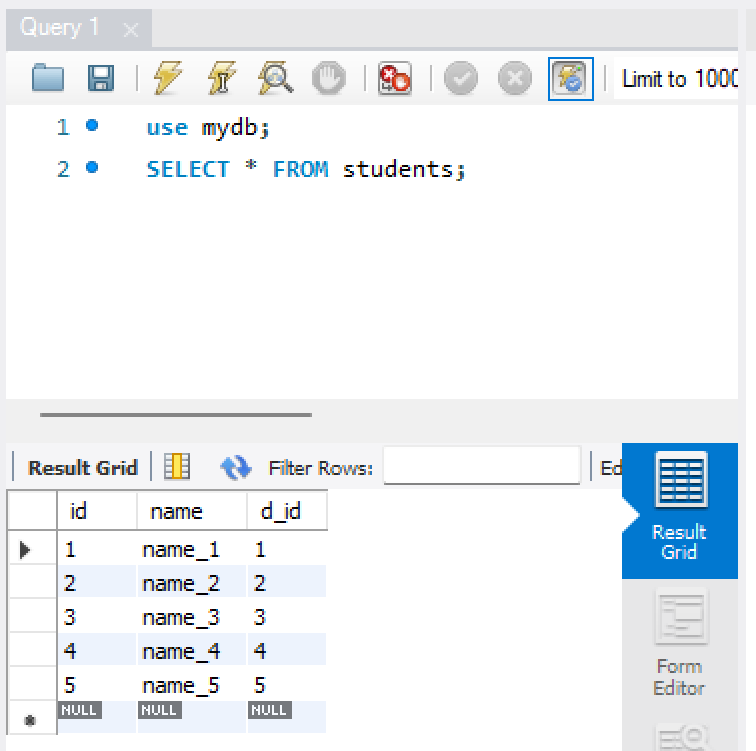 Query 1
Limit to 1000
1 use mydb;
2 SELECT * FROM students;
Result Grid Filter Rows: Ed
id name d_id
1 name_1 1
2 name_2 2
3 name_3 3
4 name_4 4
5 name_5 5
NULL NULL NULL
Result
Grid
Form
Editor